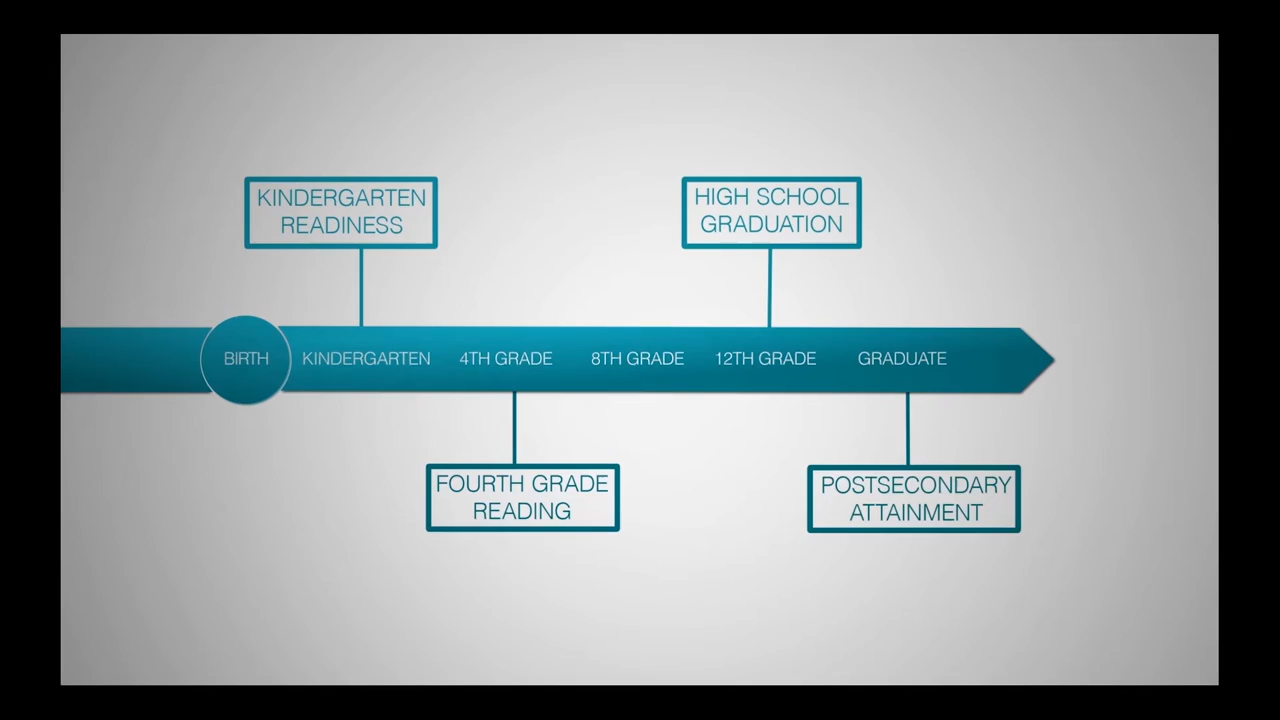 KINDERGARTEN
READINESS
HIGH SCHOOL
GRADUATION
BIRTH KINDERGARTEN 4TH GRADE 8TH GRADE 12TH GRADE GRADUATE
FOURTH GRADE
READING
POSTSECONDARY
ATTAINMENT